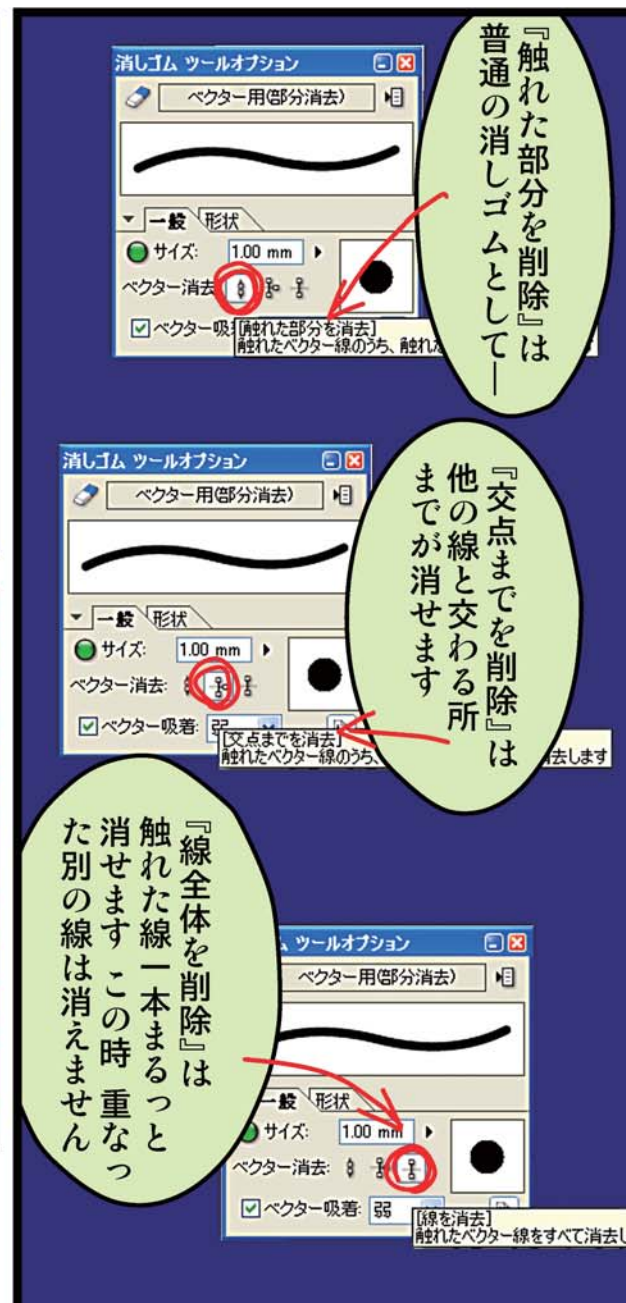 『触れた部分を削除』は
普通の消しゴムとして―
消しゴム ツールオプション
ベクター用(部分消去)
一般 形状
サイズ: 1.00 mm
ベクター消去
ベクター吸着
[触れた部分を消去]
触れたベクター線のうち、触れた
『交点までを削除』は
他の線と交わる所
までが消せます
消しゴム ツールオプション
ベクター用(部分消去)
一般 形状
サイズ: 1.00 mm
ベクター消去:
ベクター吸着: 弱
[交点までを消去]
触れたベクター線のうち、
消去します
『線全体を削除』は
触れた線一本まるっと
消せます この時 重なっ
た別の線は消えません
ム ツールオプション
ベクター用(部分消去)
一般 形状
サイズ: 1.00 mm
ベクター消去:
ベクター吸着: 弱
[線を消去]
触れたベクター線をすべて消去し